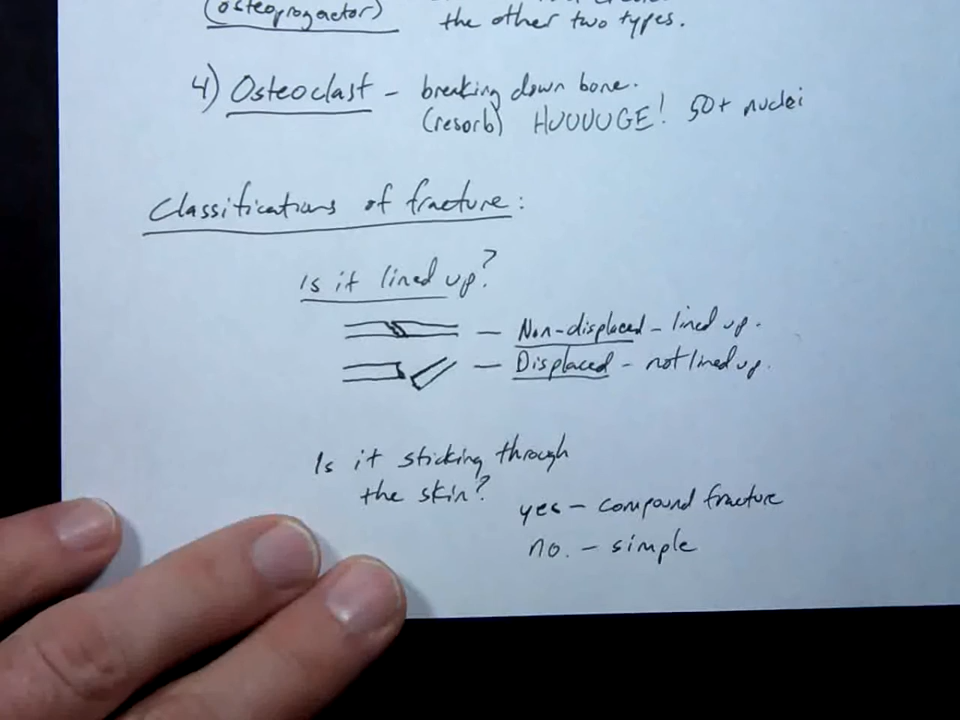 (osteoprogactor)
the other two types.
4) Osteoclast - breaking down bone.
(resorb) HUUUUGE! 50+ nuclei
Classifications of fracture:
Is it lined up?
- Non-displaced - lined up.
- Displaced - not lined up.
Is it sticking through
the skin?
yes - compound fracture
no. - simple